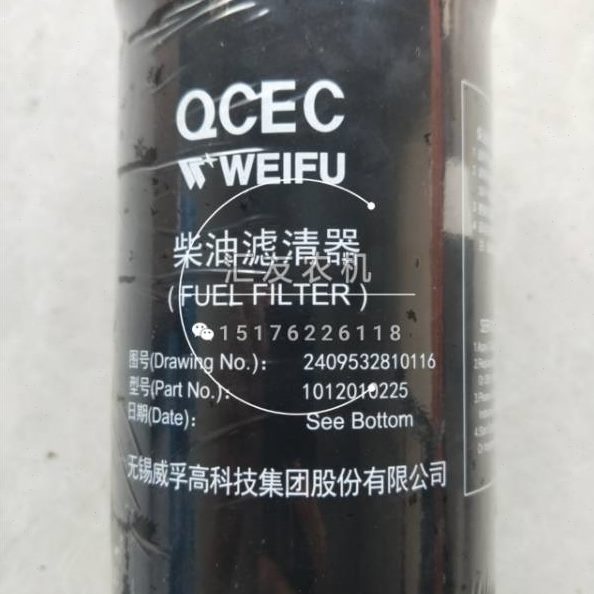 QCEC
WEIFU
柴油滤清器
汇发农机
(FUEL FILTER)
15176226118
图号(Drawing No.): 2409532810116
型号(Part No.): 1012010225
日期(Date): See Bottom
无锡威孚高科技集团股份有限公司